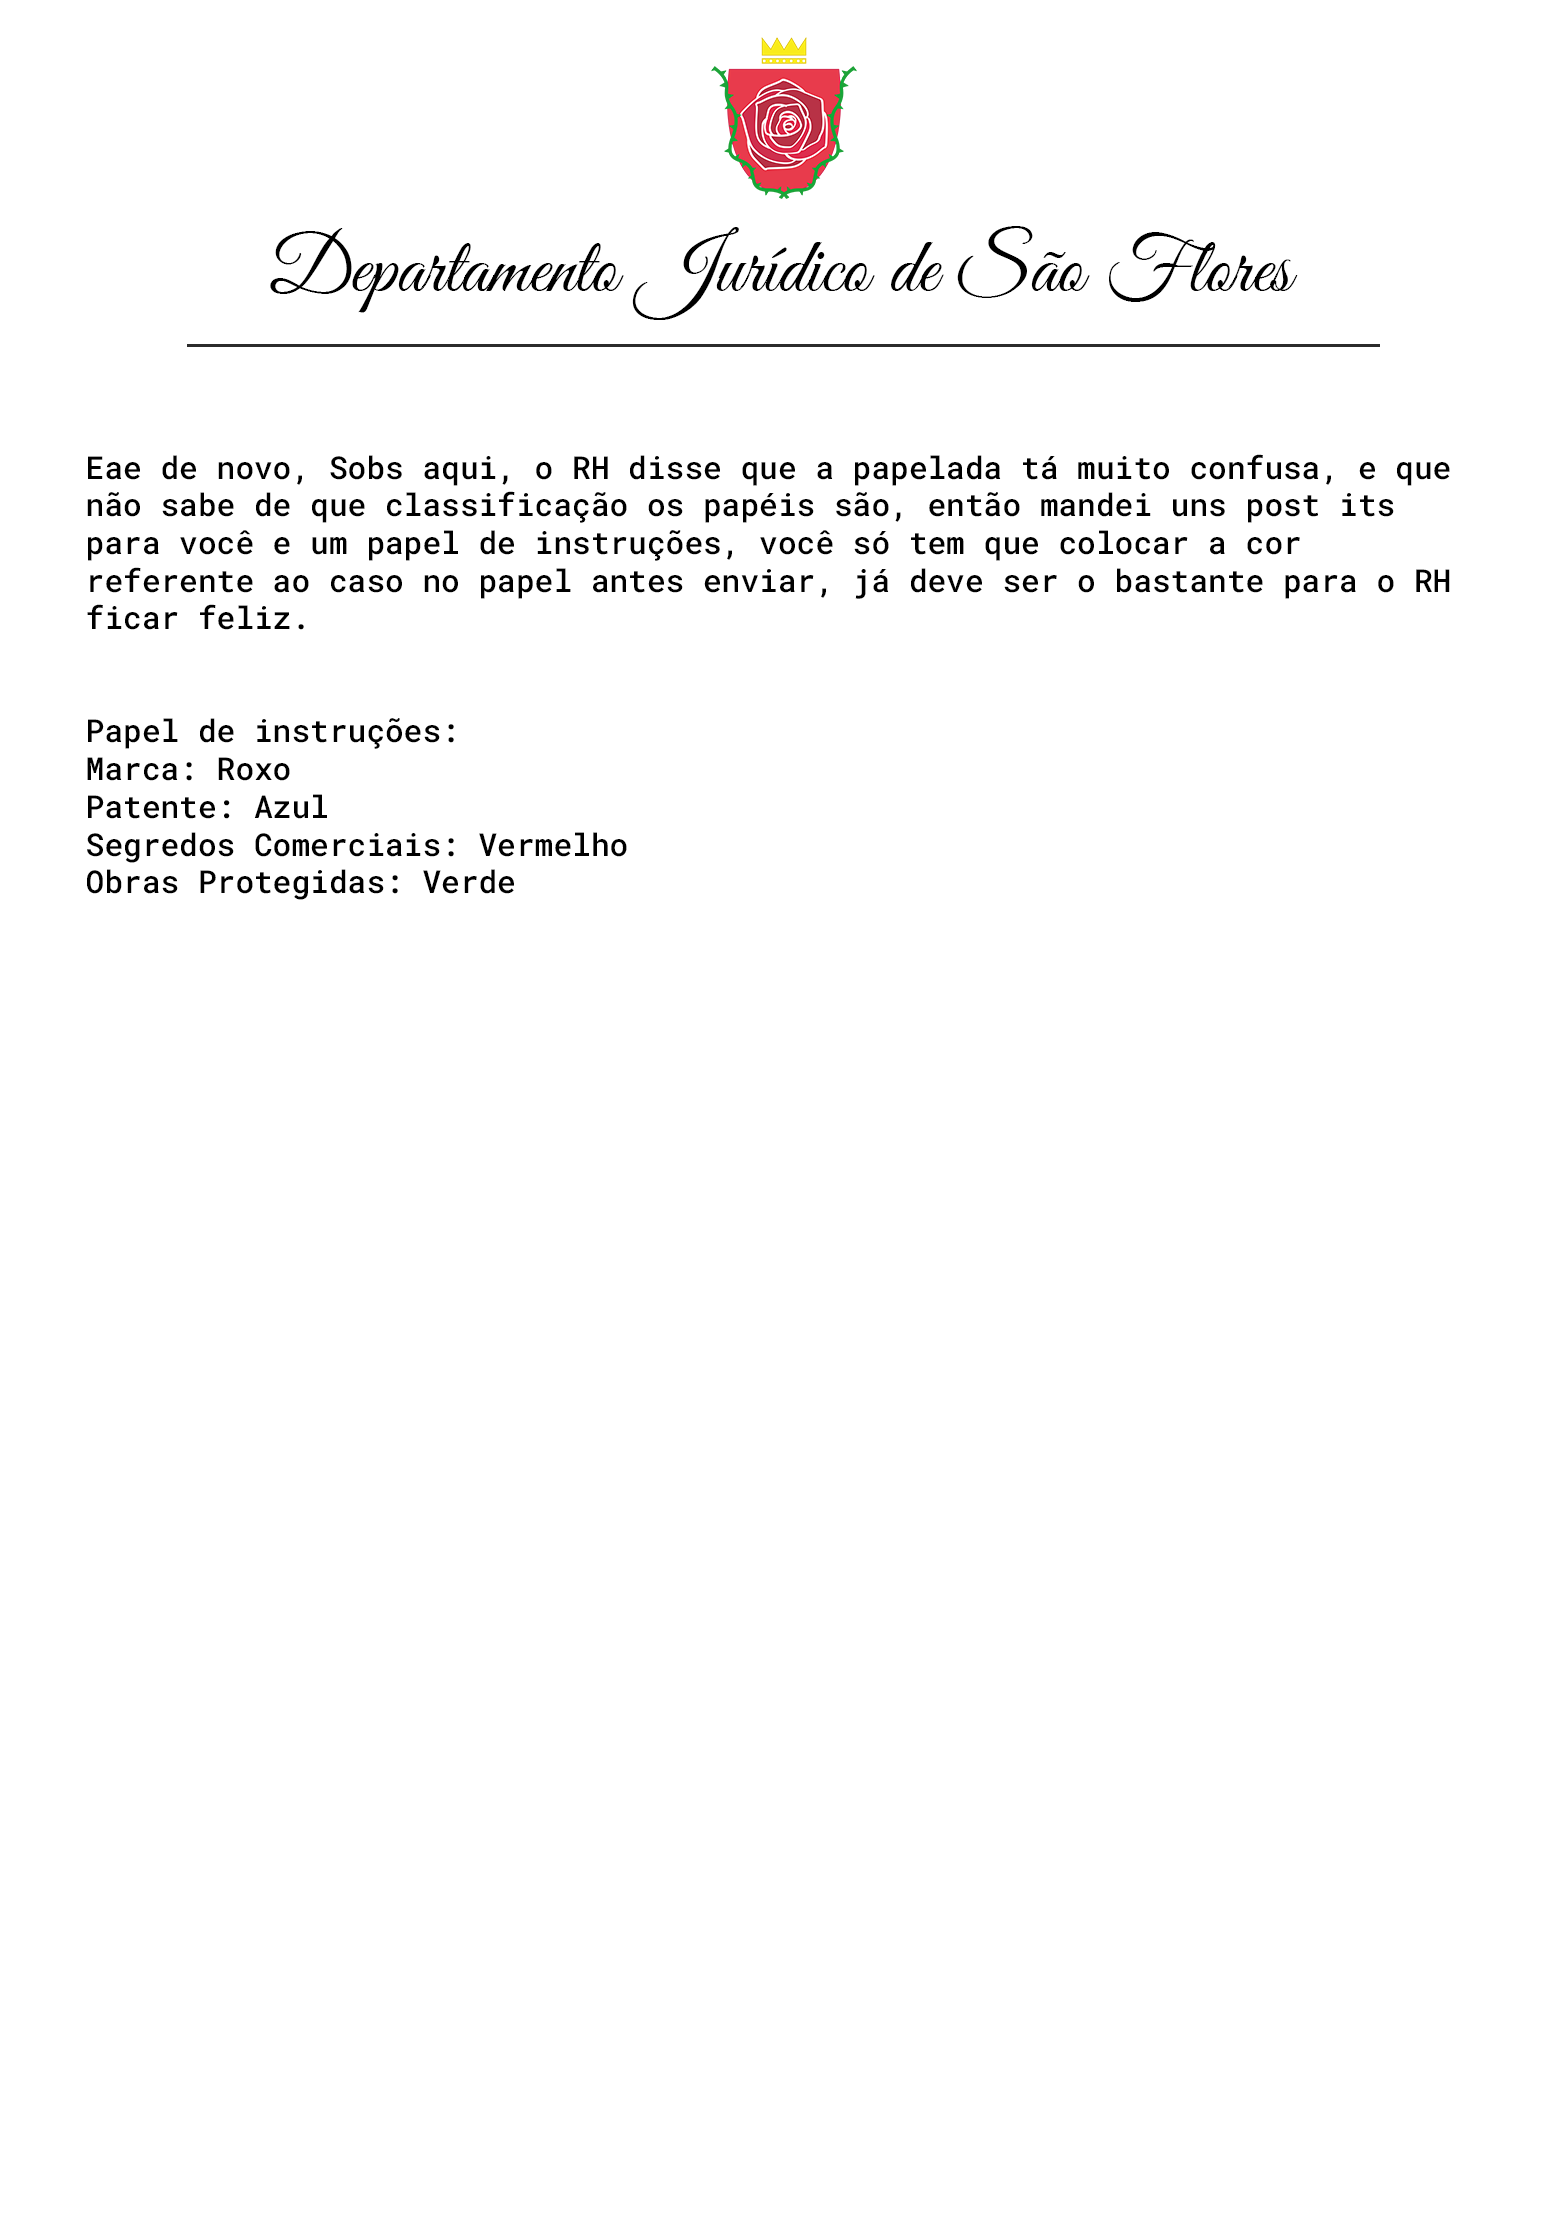 Departamento Jurídico de São Flores
Eae de novo, Sobs aqui, o RH disse que a papelada tá muito confusa, e que
não sabe de que classificação os papéis são, então mandei uns post its
para você e um papel de instruções, você só tem que colocar a cor
referente ao caso no papel antes enviar, já deve ser o bastante para o RH
ficar feliz.
Papel de instruções:
Marca: Roxo
Patente: Azul
Segredos Comerciais: Vermelho
Obras Protegidas: Verde